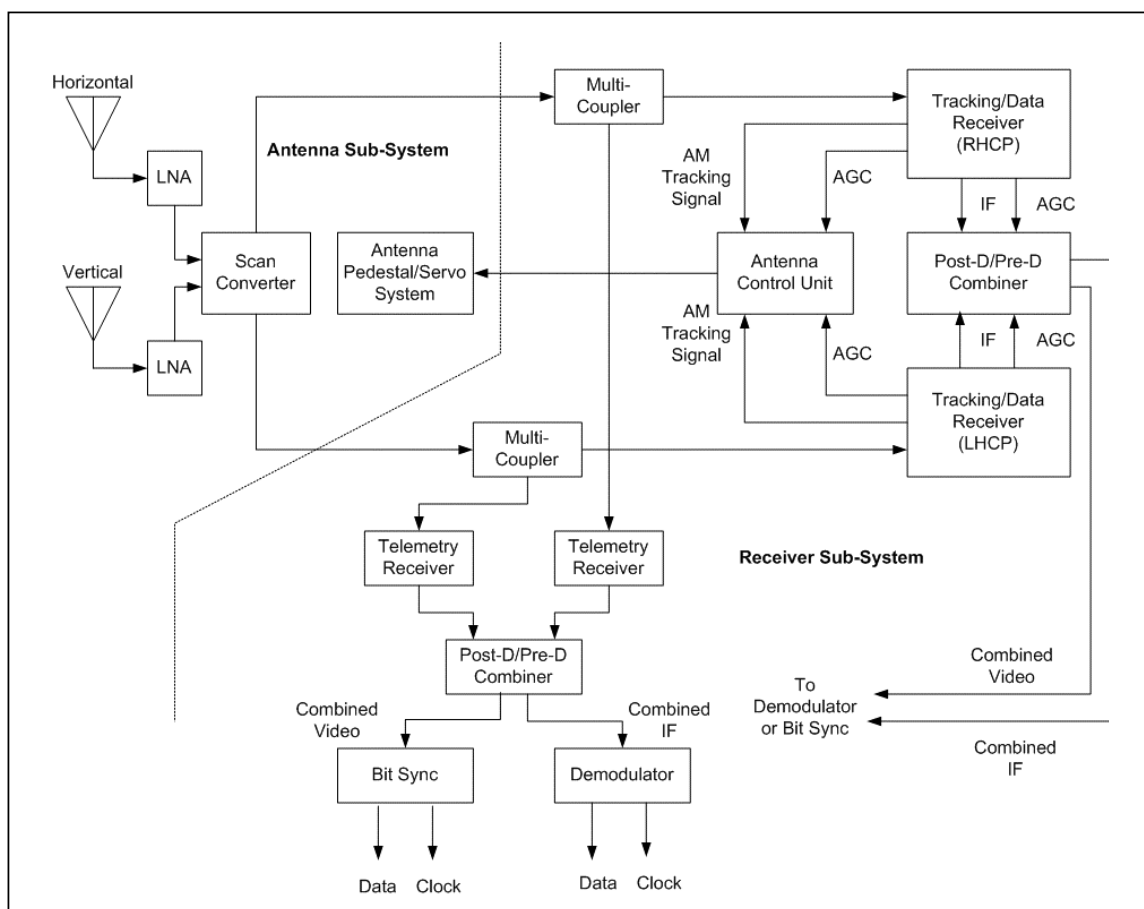 Horizontal
LNA
Vertical
LNA
Scan
Converter
Antenna Sub-System
Antenna
Pedestal/Servo
System
Multi-
Coupler
Tracking/Data
Receiver
(RHCP)
AM
Tracking
Signal
AGC
IF
AGC
Antenna
Control Unit
Post-D/Pre-D
Combiner
AM
Tracking
Signal
AGC
IF
AGC
Tracking/Data
Receiver
(LHCP)
Multi-
Coupler
Telemetry
Receiver
Telemetry
Receiver
Receiver Sub-System
Post-D/Pre-D
Combiner
Combined
Video
Combined
IF
Bit Sync
Demodulator
Data
Clock
Data
Clock
To
Demodulator
or Bit Sync
Combined
Video
Combined
IF